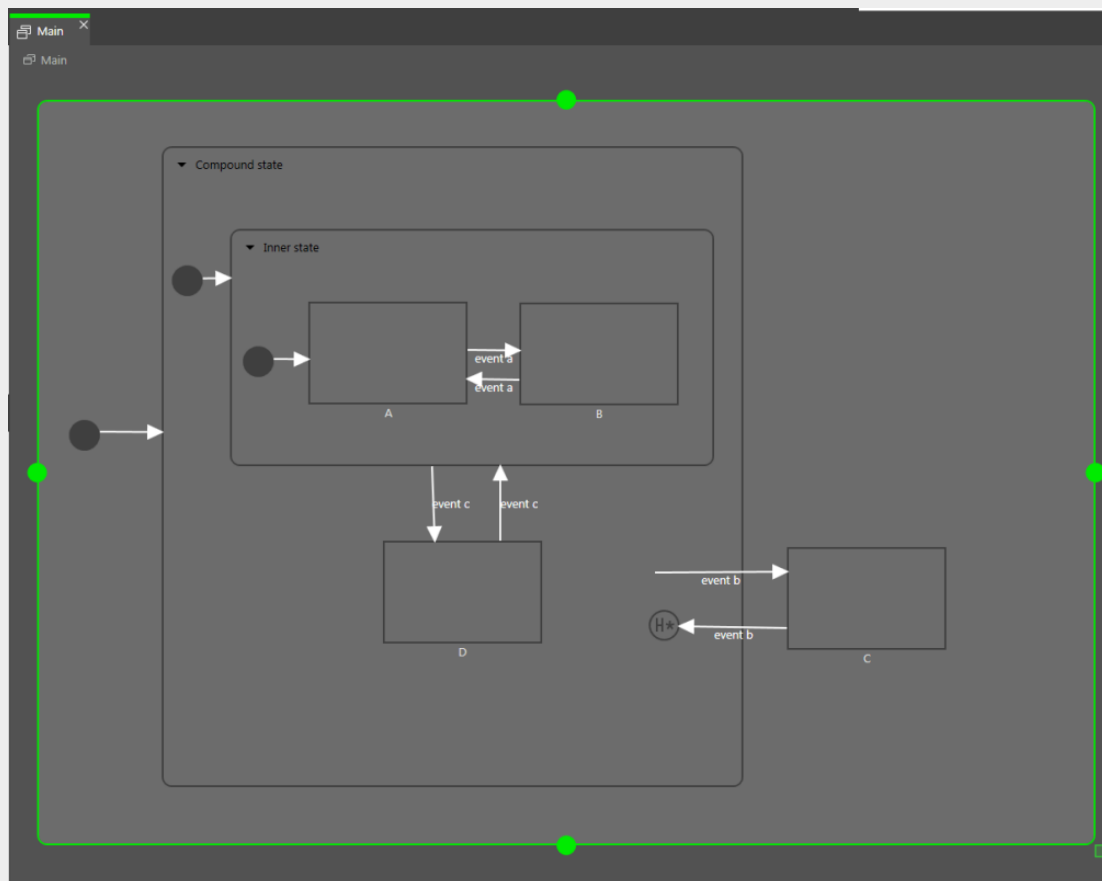 Main
Main
Compound state
Inner state
event a
event a
A
B
event c
event c
event b
H*
event b
D
C